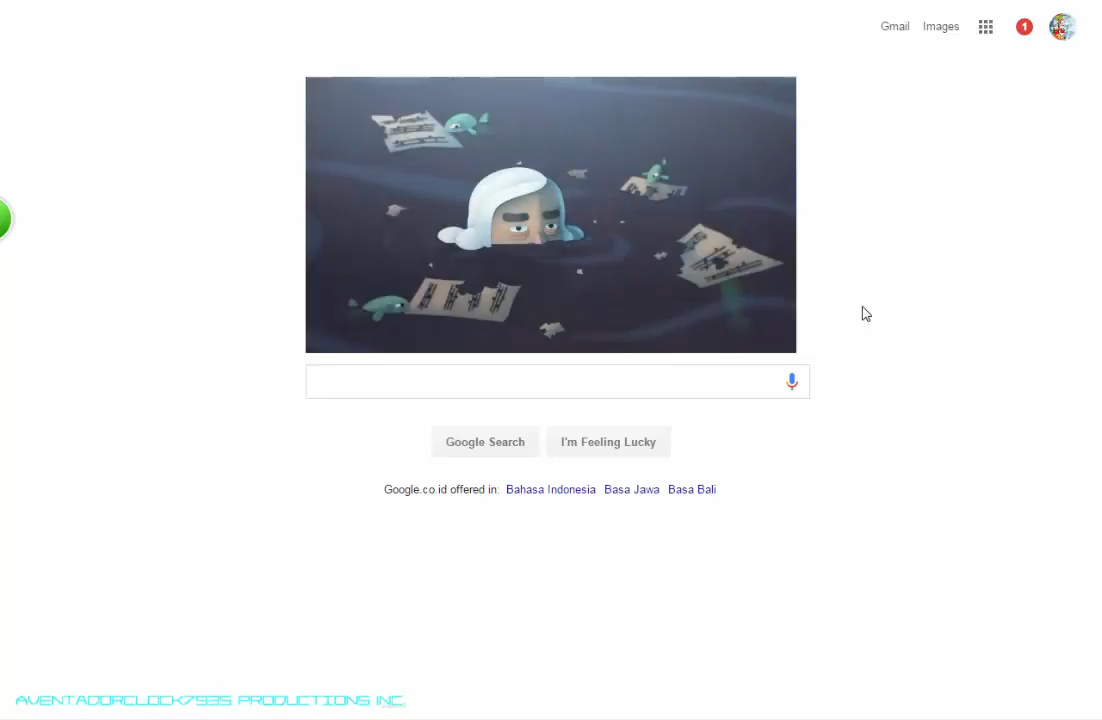 Gmail Images 1
Google Search I'm Feeling Lucky
Google.co.id offered in: Bahasa Indonesia Basa Jawa Basa Bali
AVENTADORCLOCK7535 PRODUCTIONS INC.